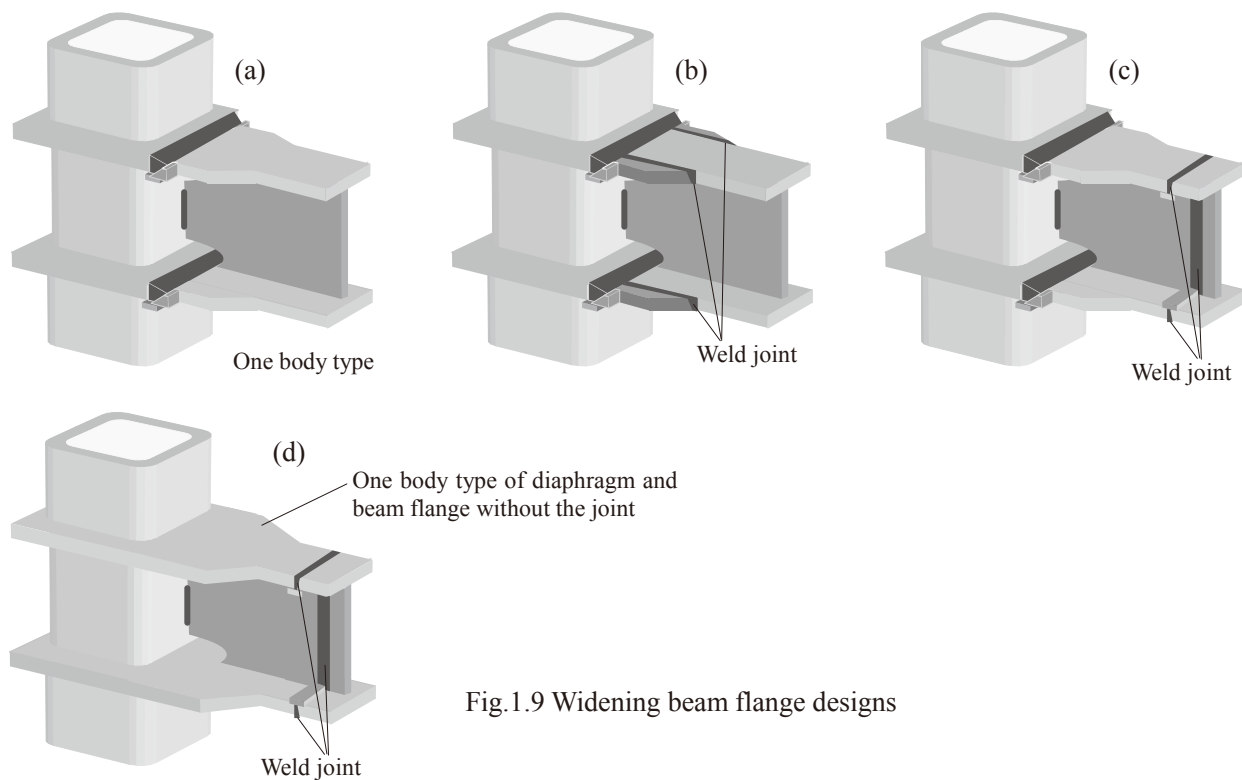 (a)
One body type
(b)
Weld joint
(c)
Weld joint
(d)
One body type of diaphragm and
beam flange without the joint
Weld joint
Fig.1.9 Widening beam flange designs